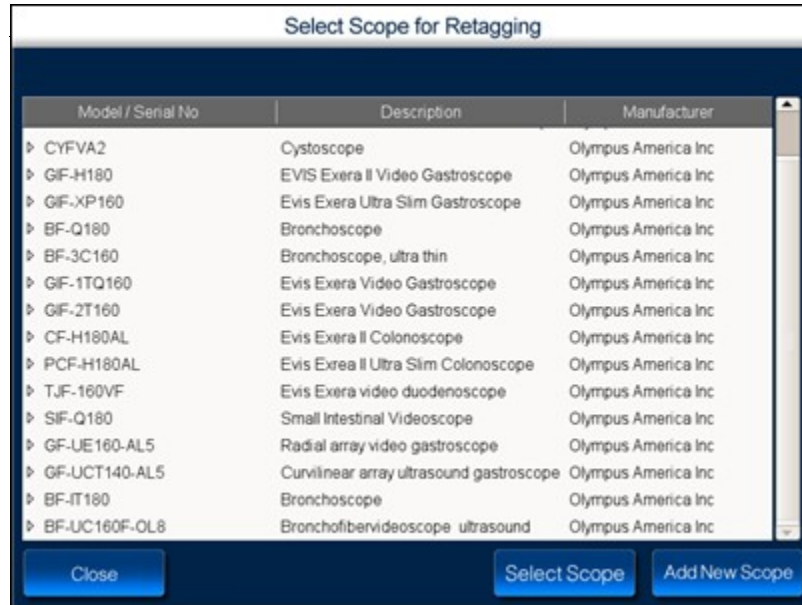 Select Scope for Retagging
Model / Serial No Description Manufacturer
CYFVA2 Cystoscope Olympus America Inc
GIF-H180 EVIS Exera II Video Gastroscope Olympus America Inc
GIF-XP160 Evis Exera Ultra Slim Gastroscope Olympus America Inc
BF-Q180 Bronchoscope Olympus America Inc
BF-3C160 Bronchoscope, ultra thin Olympus America Inc
GIF-1TQ160 Evis Exera Video Gastroscope Olympus America Inc
GIF-2T160 Evis Exera Video Gastroscope Olympus America Inc
CF-H180AL Evis Exera II Colonoscope Olympus America Inc
PCF-H180AL Evis Exrea II Ultra Slim Colonoscope Olympus America Inc
TJF-160VF Evis Exera video duodenoscope Olympus America Inc
SIF-Q180 Small Intestinal Videoscope Olympus America Inc
GF-UE160-AL5 Radial array video gastroscope Olympus America Inc
GF-UCT140-AL5 Curvilinear array ultrasound gastroscope Olympus America Inc
BF-IT180 Bronchoscope Olympus America Inc
BF-UC160F-OL8 Bronchofibervideoscope ultrasound Olympus America Inc
Close Select Scope Add New Scope